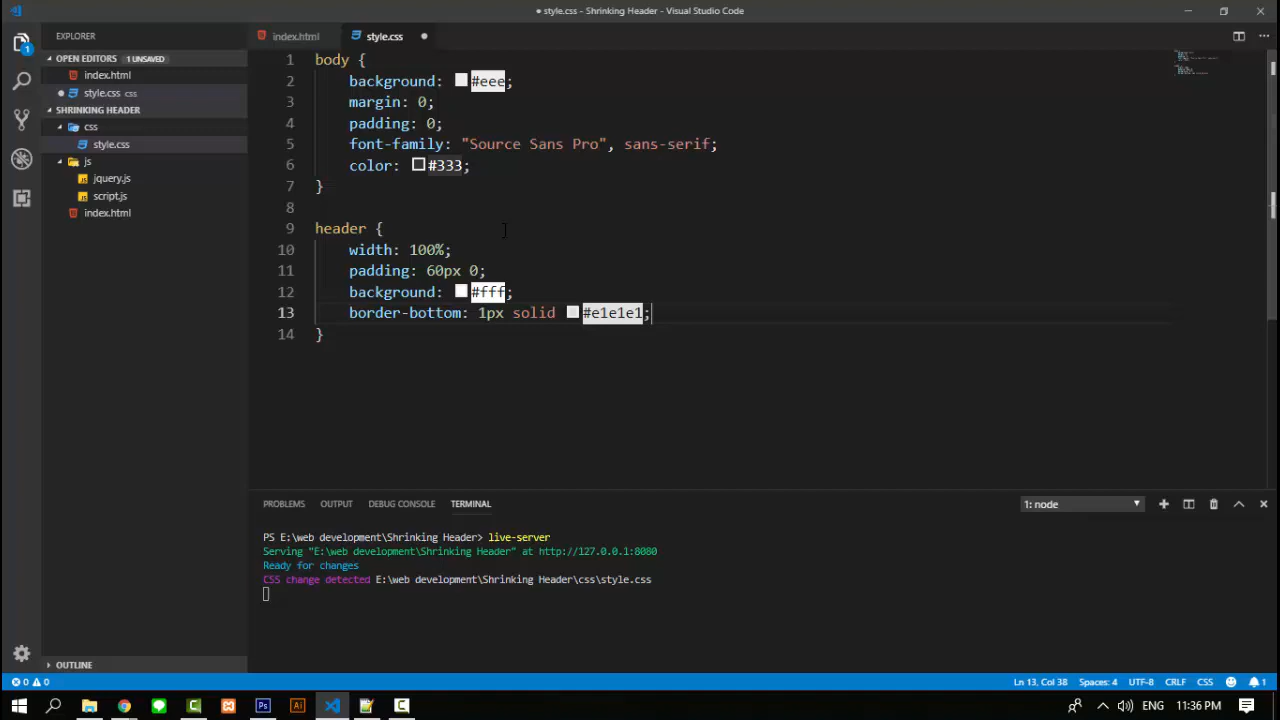 ● style.css - Shrinking Header - Visual Studio Code
EXPLORER
index.html
style.css ●
OPEN EDITORS 1 UNSAVED
index.html
● style.css css
SHRINKING HEADER
css
style.css
js
jquery.js
script.js
index.html
OUTLINE
1 body {
2 background: #eee;
3 margin: 0;
4 padding: 0;
5 font-family: "Source Sans Pro", sans-serif;
6 color: #333;
7 }
8
9 header {
10 width: 100%;
11 padding: 60px 0;
12 background: #fff;
13 border-bottom: 1px solid #e1e1e1;
14 }
PROBLEMS OUTPUT DEBUG CONSOLE TERMINAL 1: node
PS E:\web development\Shrinking Header> live-server
Serving "E:\web development\Shrinking Header" at http://127.0.0.1:8080
Ready for changes
CSS change detected E:\web development\Shrinking Header\css\style.css
0 0 Ln 13, Col 38 Spaces: 4 UTF-8 CRLF CSS 1
Ps Ai ENG 11:36 PM